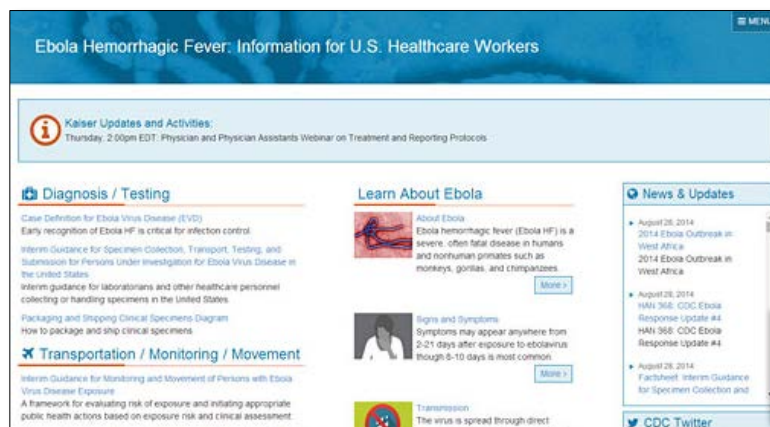 MENU
Ebola Hemorrhagic Fever: Information for U.S. Healthcare Workers
Kaiser Updates and Activities:
Thursday, 2:00pm EDT: Physician and Physician Assistants Webinar on Treatment and Reporting Protocols
Diagnosis / Testing
Case Definition for Ebola Virus Disease (EVD)
Early recognition of Ebola HF is critical for infection control
Interim Guidance for Specimen Collection, Transport, Testing, and
Submission for Persons Under Investigation for Ebola Virus Disease in
the United States
Interim guidance for laboratorians and other healthcare personnel
collecting or handling specimens in the United States
Packaging and Shipping Clinical Specimens Diagram
How to package and ship clinical specimens
Transportation / Monitoring / Movement
Interim Guidance for Monitoring and Movement of Persons with Ebola
Virus Disease Exposure
A framework for evaluating risk of exposure and initiating appropriate
public health actions based on exposure risk and clinical assessment
Learn About Ebola
About Ebola
Ebola hemorrhagic fever (Ebola HF) is a
severe, often fatal disease in humans
and nonhuman primates such as
monkeys, gorillas, and chimpanzees
More >
Signs and Symptoms
Symptoms may appear anywhere from
2-21 days after exposure to ebolavirus
though 8-10 days is most common
More >
Transmission
The virus is spread through direct
News & Updates
August 28, 2014
2014 Ebola Outbreak in
West Africa
2014 Ebola Outbreak in
West Africa
August 28, 2014
HAN 368: CDC Ebola
Response Update #4
HAN 368: CDC Ebola
Response Update #4
August 28, 2014
Factsheet: Interim Guidance
for Specimen Collection and
CDC Twitter